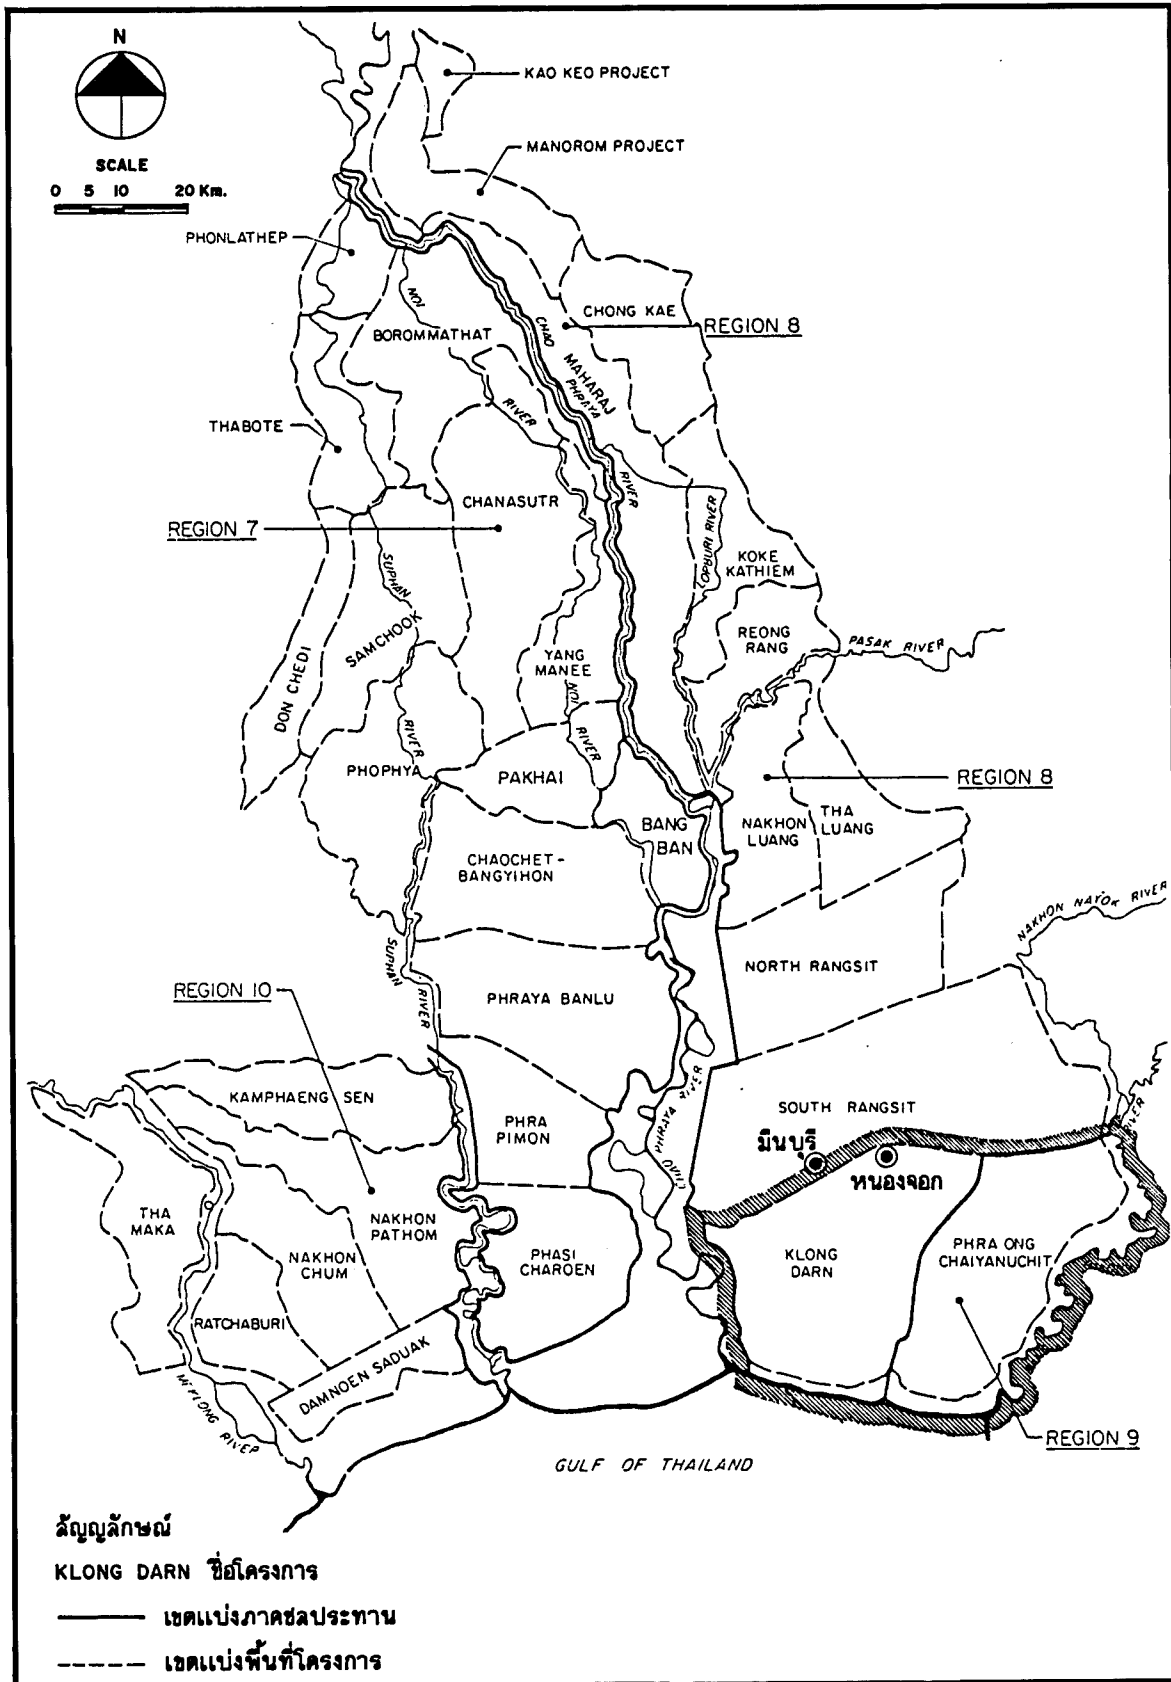 N
SCALE
0 5 10 20 Km.
KAO KEO PROJECT
MANOROM PROJECT
PHONLATHEP
NOI
BOROMMATHAT
CHAO
CHONG KAE
REGION 8
MAHARAJ
PHRAYA
RIVER
THABOTE
RIVER
CHANASUTR
REGION 7
LOPBURI RIVER
KOKE
KATHIEM
SUPHAN
REONG
RANG
PASAK RIVER
SAMCHOOK
YANG
MANEE
DON CHEDI
NOI
RIVER
RIVER
PHOPHYA
PAKHAI
REGION 8
BANG
BAN
NAKHON
LUANG
THA
LUANG
CHAOCHET-
BANGYIHON
NAKHON NAYOK RIVER
SUPHAN
RIVER
NORTH RANGSIT
REGION 10
PHRAYA BANLU
KAMPHAENG SEN
PHRA
PIMON
CHAO PHRAYA RIVER
SOUTH RANGSIT
RIVER
มีนบุรี
หนองจอก
THA
MAKA
NAKHON
PATHOM
NAKHON
CHUM
PHASI
CHAROEN
KLONG
DARN
PHRA ONG
CHAIYANUCHIT
RATCHABURI
DAMNOEN SADUAK
RIVER
REGION 9
GULF OF THAILAND
สัญญลักษณ์
KLONG DARN ชื่อโครงการ
เขตแบ่งภาคชลประทาน
เขตแบ่งพื้นที่โครงการ